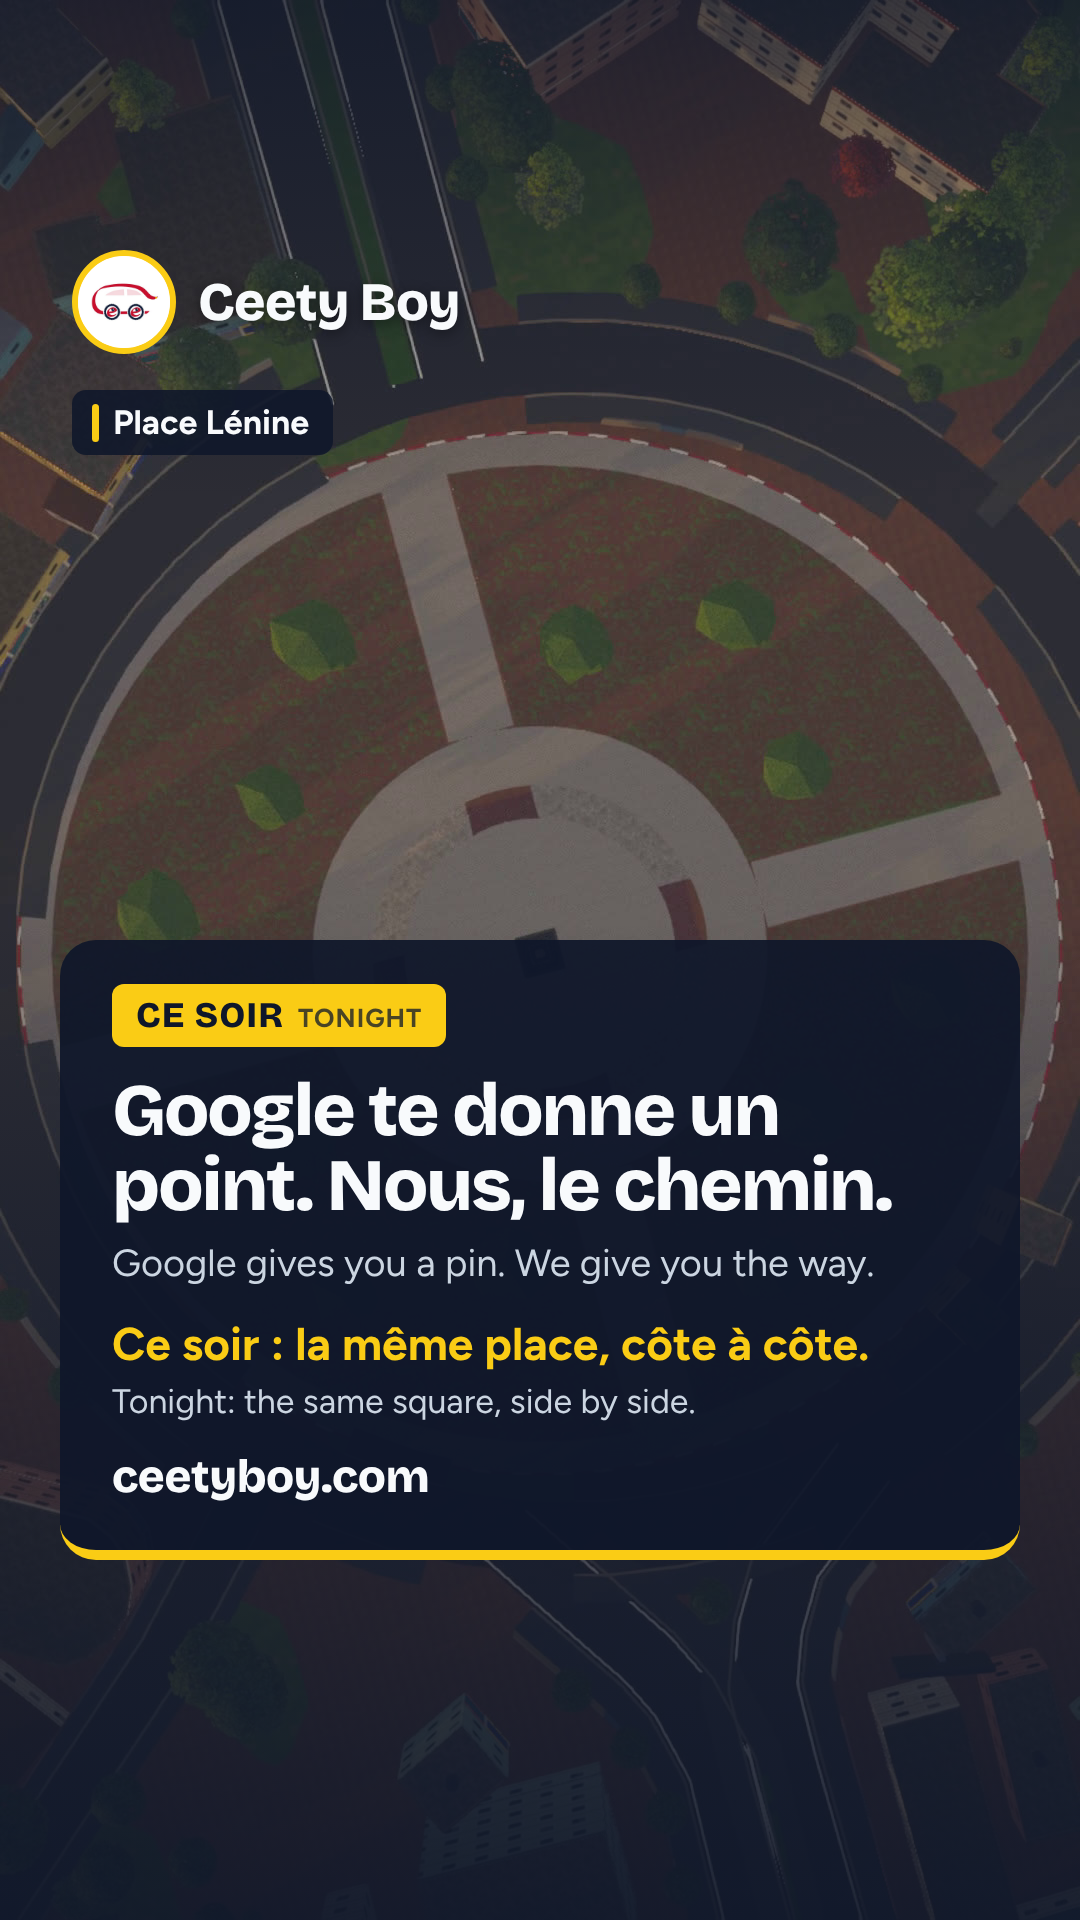 Ceety Boy
Place Lénine
CE SOIR TONIGHT
Google te donne un
point. Nous, le chemin.
Google gives you a pin. We give you the way.
Ce soir : la même place, côte à côte.
Tonight: the same square, side by side.
ceetyboy.com